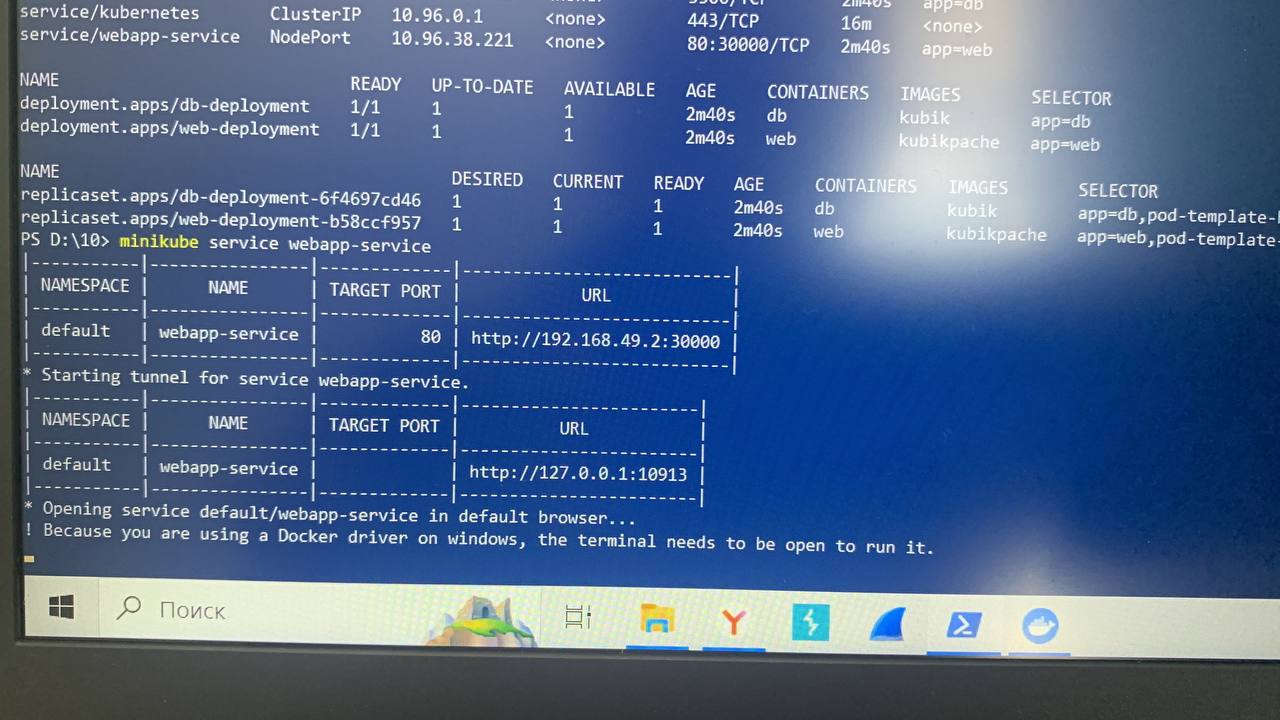 2m40s app=db
service/kubernetes ClusterIP 10.96.0.1 <none> 443/TCP 16m <none>
service/webapp-service NodePort 10.96.38.221 <none> 80:30000/TCP 2m40s app=web
NAME READY UP-TO-DATE AVAILABLE AGE CONTAINERS IMAGES SELECTOR
deployment.apps/db-deployment 1/1 1 1 2m40s db kubik app=db
deployment.apps/web-deployment 1/1 1 1 2m40s web kubikpache app=web
NAME DESIRED CURRENT READY AGE CONTAINERS IMAGES SELECTOR
replicaset.apps/db-deployment-6f4697cd46 1 1 1 2m40s db kubik app=db,pod-template-
replicaset.apps/web-deployment-b58ccf957 1 1 1 2m40s web kubikpache app=web,pod-template-
PS D:\10> minikube service webapp-service
|-----------|----------------|-------------|---------------------------|
| NAMESPACE | NAME | TARGET PORT | URL |
|-----------|----------------|-------------|---------------------------|
| default | webapp-service | 80 | http://192.168.49.2:30000 |
|-----------|----------------|-------------|---------------------------|
* Starting tunnel for service webapp-service.
|-----------|----------------|-------------|------------------------|
| NAMESPACE | NAME | TARGET PORT | URL |
|-----------|----------------|-------------|------------------------|
| default | webapp-service | | http://127.0.0.1:10913 |
|-----------|----------------|-------------|------------------------|
* Opening service default/webapp-service in default browser...
! Because you are using a Docker driver on windows, the terminal needs to be open to run it.
Поиск